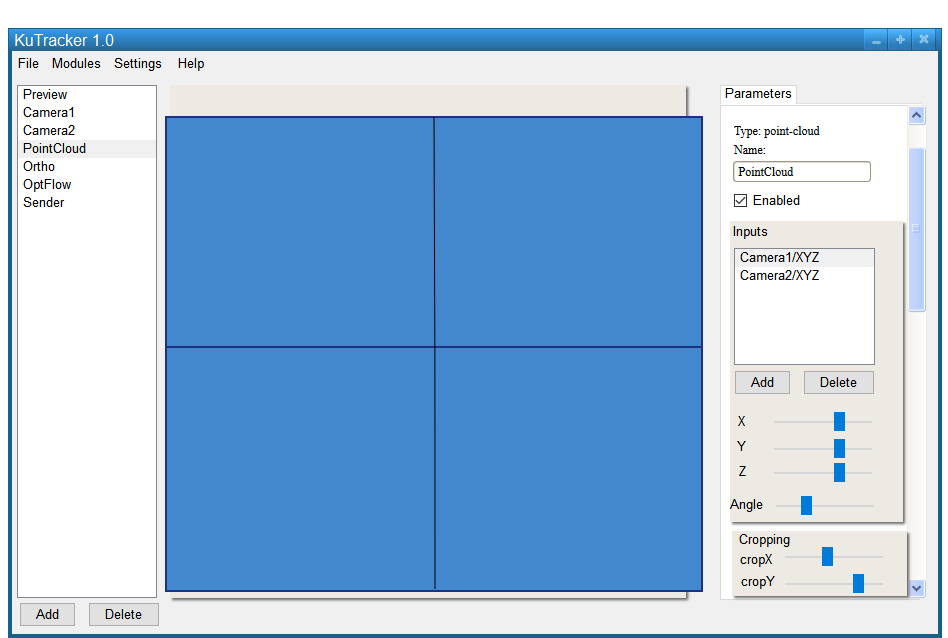 KuTracker 1.0
File Modules Settings Help
Preview
Camera1
Camera2
PointCloud
Ortho
OptFlow
Sender
Add Delete
Parameters
Type: point-cloud
Name:
PointCloud
Enabled
Inputs
Camera1/XYZ
Camera2/XYZ
Add Delete
X
Y
Z
Angle
Cropping
cropX
cropY